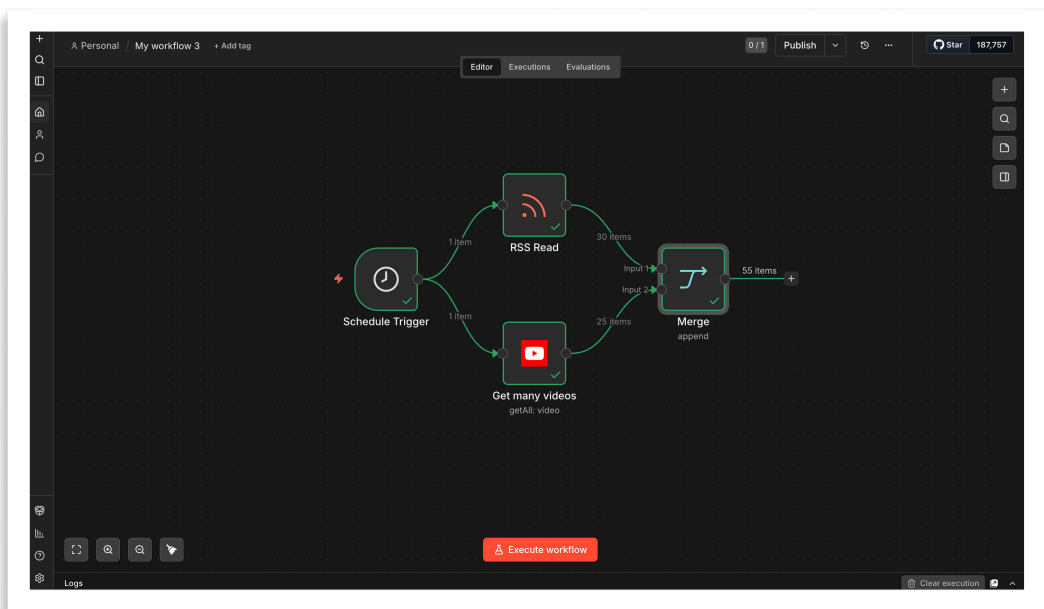 Personal / My workflow 3 + Add tag
0 / 1 Publish
Star 187,757
Editor Executions Evaluations
RSS Read
1 item
30 items
Input 1
55 items
Input 2
Schedule Trigger
1 item
25 items
Merge
append
Get many videos
getAll: video
Execute workflow
Logs
Clear execution